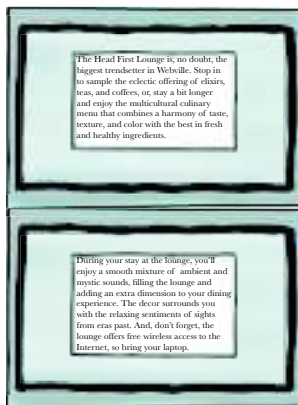 The Head First Lounge is, no doubt, the
biggest trendsetter in Webville. Stop in
to sample the eclectic offering of elixirs,
teas, and coffees, or, stay a bit longer
and enjoy the multicultural culinary
menu that combines a harmony of taste,
texture, and color with the best in fresh
and healthy ingredients.
During your stay at the lounge, you'll
enjoy a smooth mixture of ambient and
mystic sounds, filling the lounge and
adding an extra dimension to your dining
experience. The decor surrounds you
with the relaxing sentiments of sights
from eras past. And, don't forget, the
lounge offers free wireless access to the
Internet, so bring your laptop.